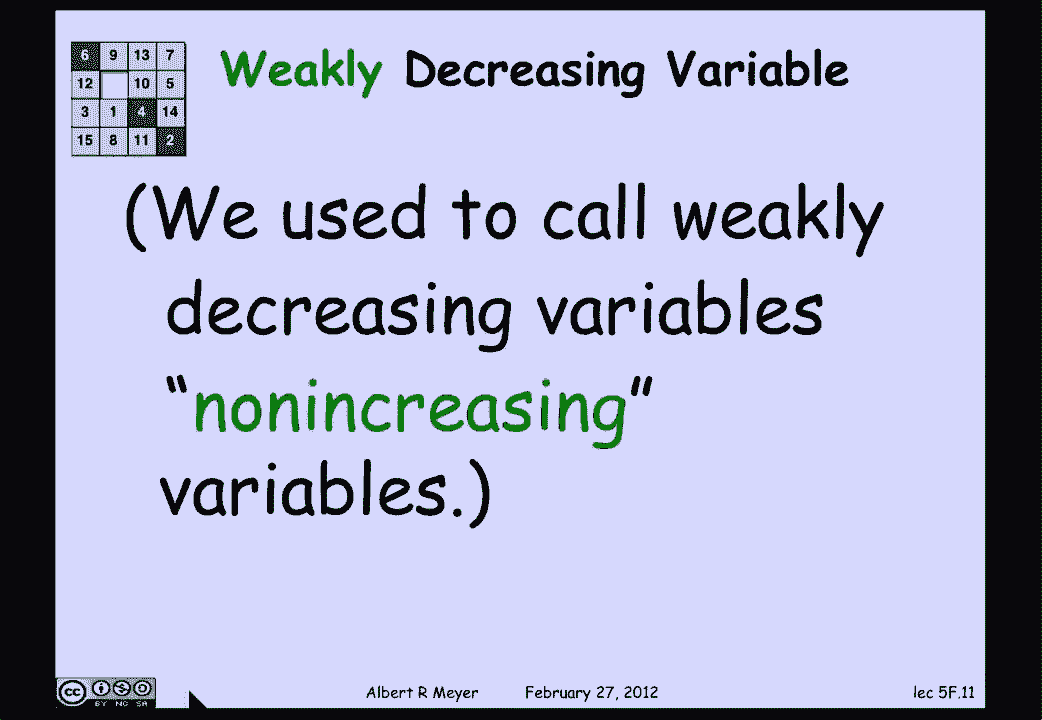 6 9 13 7
12 10 5
3 1 4 14
15 8 11 2
Weakly Decreasing Variable
(We used to call weakly
decreasing variables
“nonincreasing”
variables.)
cc
BY NC SA
Albert R Meyer February 27, 2012 lec 5F.11